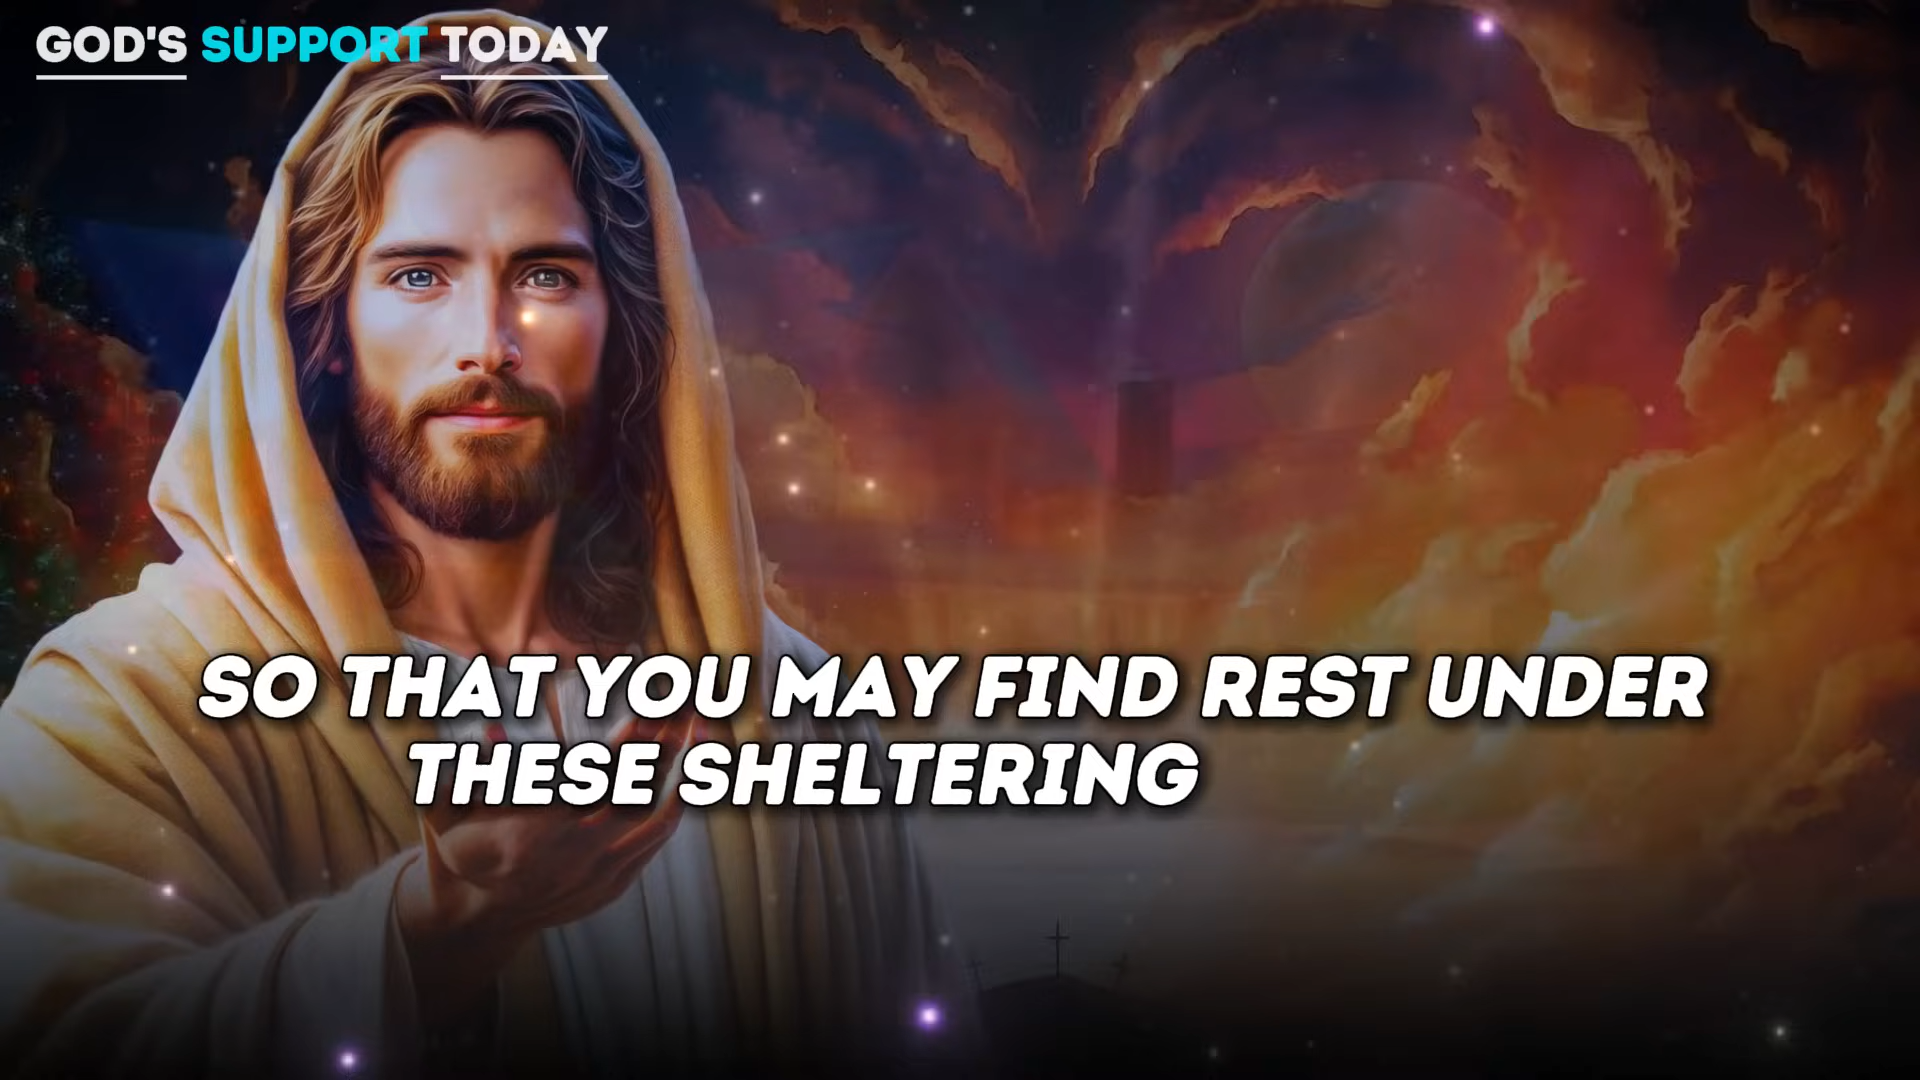 GOD'S SUPPORT TODAY
SO THAT YOU MAY FIND REST UNDER
THESE SHELTERING